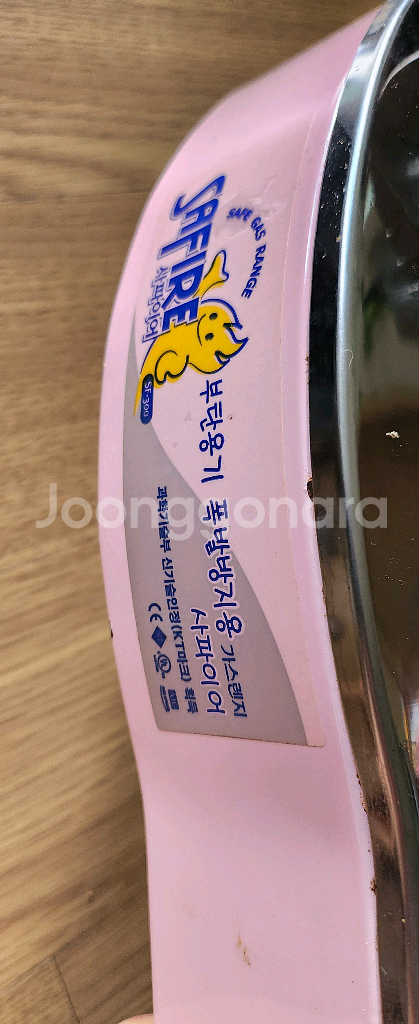 SAFE GAS RANGE
SAFIRE
사파이어
SF-300
부탄용기 폭발방지용 가스렌지
사파이어
과학기술부 신기술인정(KT마크) 획득
CE
Joonggonara